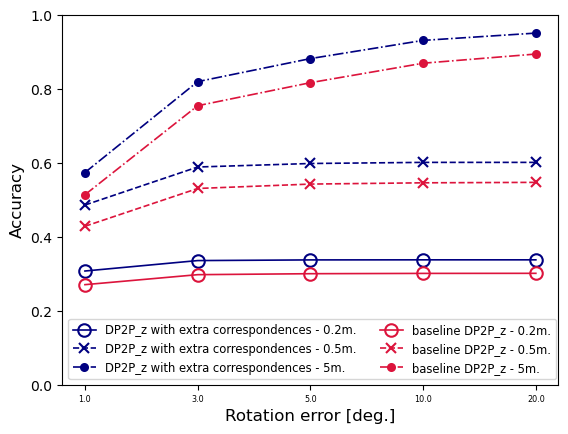 1.0
0.8
0.6
0.4
0.2
0.0
Accuracy
DP2P_z with extra correspondences - 0.2m.
DP2P_z with extra correspondences - 0.5m.
DP2P_z with extra correspondences - 5m.
baseline DP2P_z - 0.2m.
baseline DP2P_z - 0.5m.
baseline DP2P_z - 5m.
1.0 3.0 5.0 10.0 20.0
Rotation error [deg.]